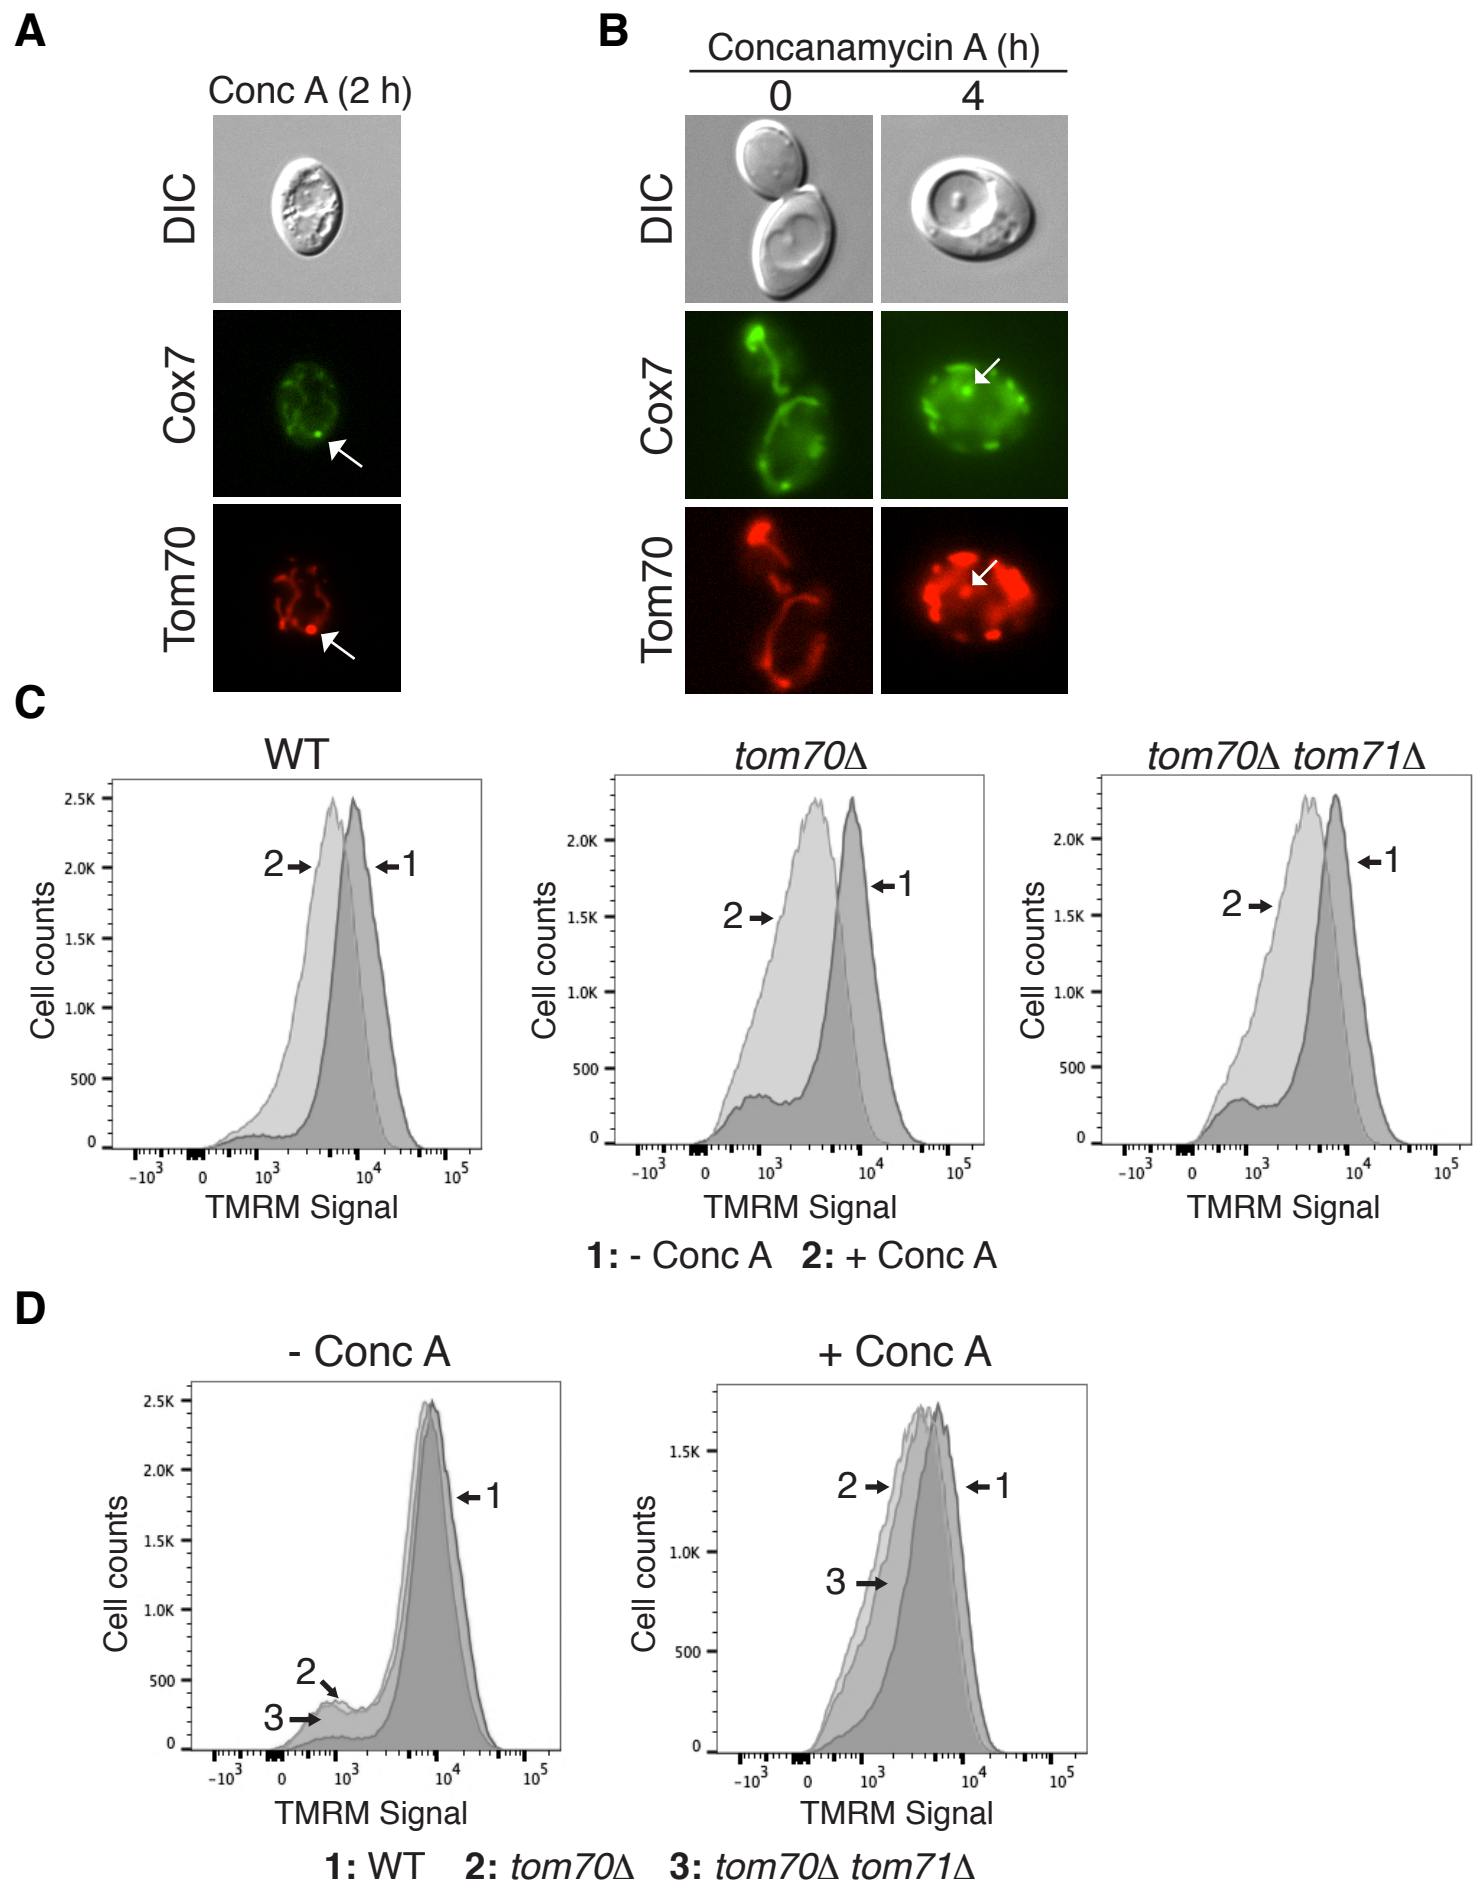 A
Conc A (2 h)
DIC
Cox7
Tom70
B
Concanamycin A (h)
0 4
DIC
Cox7
Tom70
C
WT
2.5K
2.0K
1.5K
1.0K
500
0
Cell counts
2 1
-10³ 0 10³ 10⁴ 10⁵
TMRM Signal
tom70Δ
2.0K
1.5K
1.0K
500
0
Cell counts
2 1
-10³ 0 10³ 10⁴ 10⁵
TMRM Signal
tom70Δ tom71Δ
2.0K
1.5K
1.0K
500
0
Cell counts
2 1
-10³ 0 10³ 10⁴ 10⁵
TMRM Signal
1: - Conc A 2: + Conc A
D
- Conc A
2.5K
2.0K
1.5K
1.0K
500
0
Cell counts
1
2
3
-10³ 0 10³ 10⁴ 10⁵
TMRM Signal
+ Conc A
1.5K
1.0K
500
0
Cell counts
2 1
3
-10³ 0 10³ 10⁴ 10⁵
TMRM Signal
1: WT 2: tom70Δ 3: tom70Δ tom71Δ